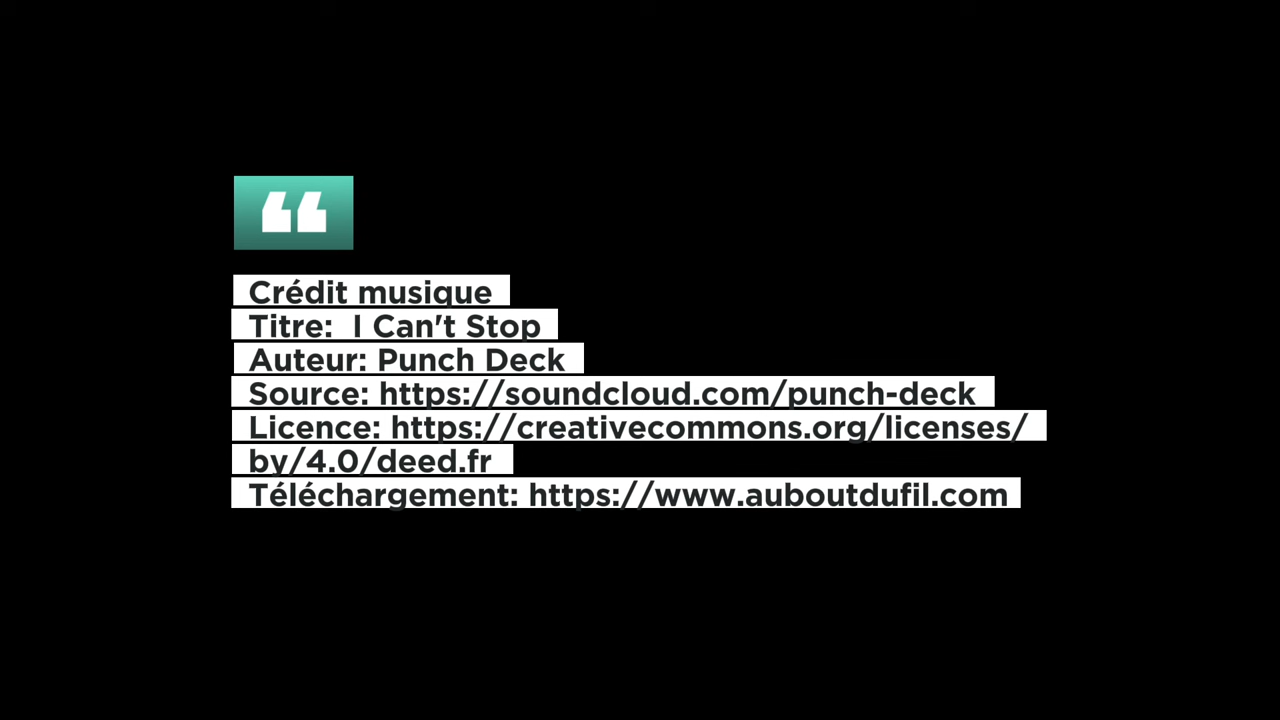 “
Crédit musique
Titre:  I Can't Stop
Auteur: Punch Deck
Source: https://soundcloud.com/punch-deck
Licence: https://creativecommons.org/licenses/
by/4.0/deed.fr
Téléchargement: https://www.auboutdufil.com